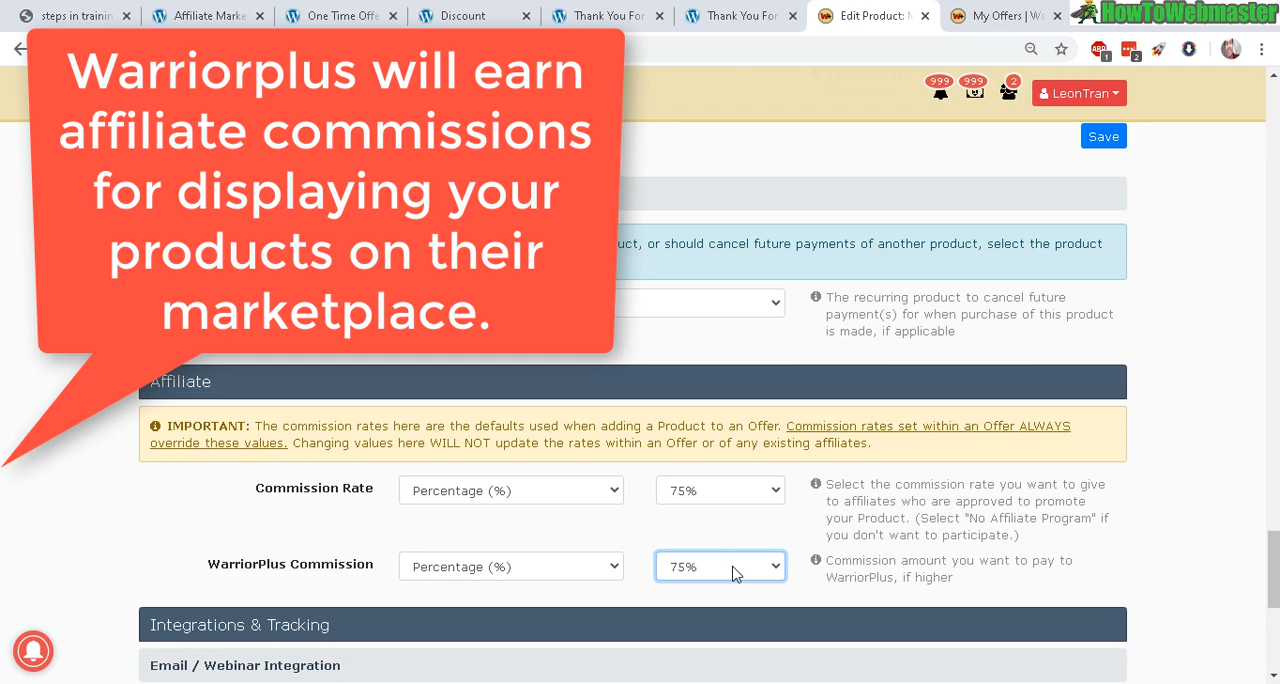 steps in trainin
Affiliate Marke
One Time Offe
Discount
Thank You For
Thank You For
Edit Product: M
My Offers | Wa
HowToWebmaster
Warriorplus will earn
affiliate commissions
for displaying your
products on their
marketplace.
ABP
1
2
999
999
2
LeonTran
Save
uct, or should cancel future payments of another product, select the product
The recurring product to cancel future
payment(s) for when purchase of this product
is made, if applicable
Affiliate
IMPORTANT: The commission rates here are the defaults used when adding a Product to an Offer. Commission rates set within an Offer ALWAYS
override these values. Changing values here WILL NOT update the rates within an Offer or of any existing affiliates.
Commission Rate
Percentage (%)
75%
Select the commission rate you want to give
to affiliates who are approved to promote
your Product. (Select "No Affiliate Program" if
you don't want to participate.)
WarriorPlus Commission
Percentage (%)
75%
Commission amount you want to pay to
WarriorPlus, if higher
Integrations & Tracking
Email / Webinar Integration